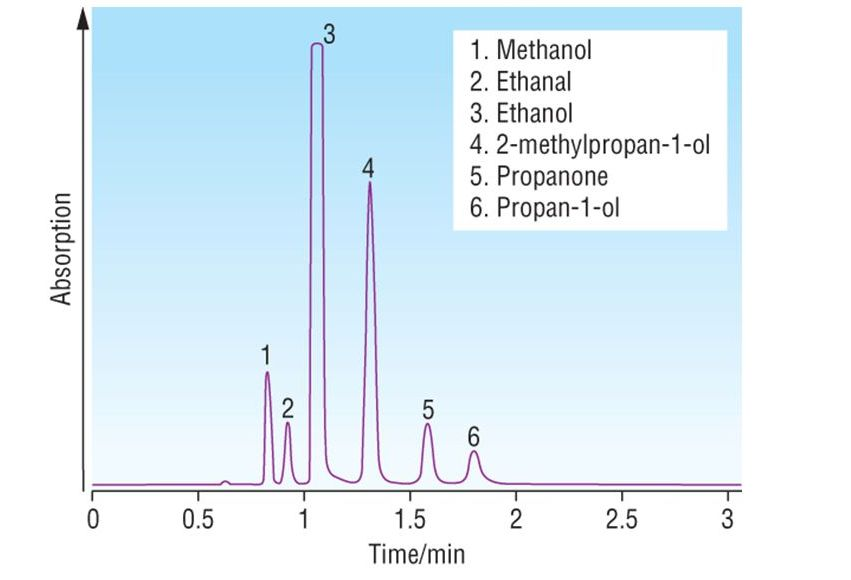 3
1. Methanol
2. Ethanal
3. Ethanol
4. 2-methylpropan-1-ol
5. Propanone
6. Propan-1-ol
4
1
2
5
6
Absorption
0 0.5 1 1.5 2 2.5 3
Time/min